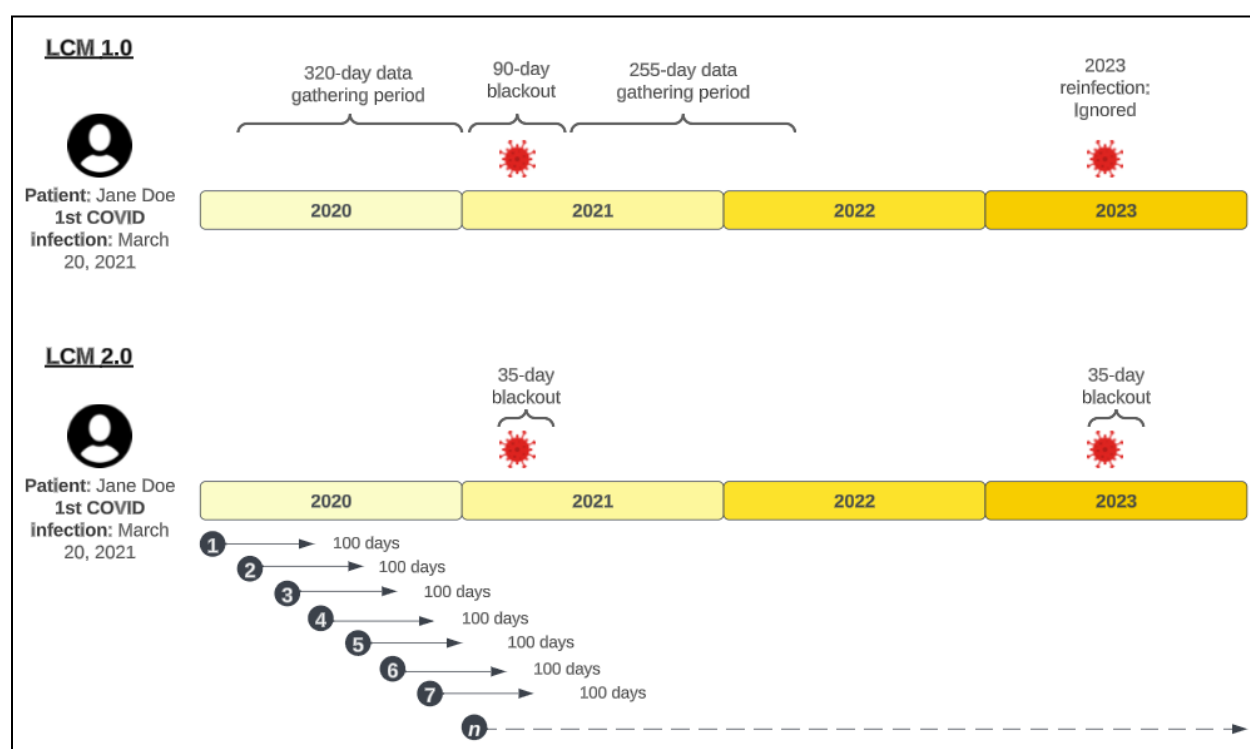 LCM 1.0
320-day data
gathering period
90-day
blackout
255-day data
gathering period
2023
reinfection:
Ignored
Patient: Jane Doe
1st COVID
infection: March
20, 2021
2020
2021
2022
2023
LCM 2.0
35-day
blackout
35-day
blackout
Patient: Jane Doe
1st COVID
infection: March
20, 2021
2020
2021
2022
2023
1
100 days
2
100 days
3
100 days
4
100 days
5
100 days
6
100 days
7
100 days
n